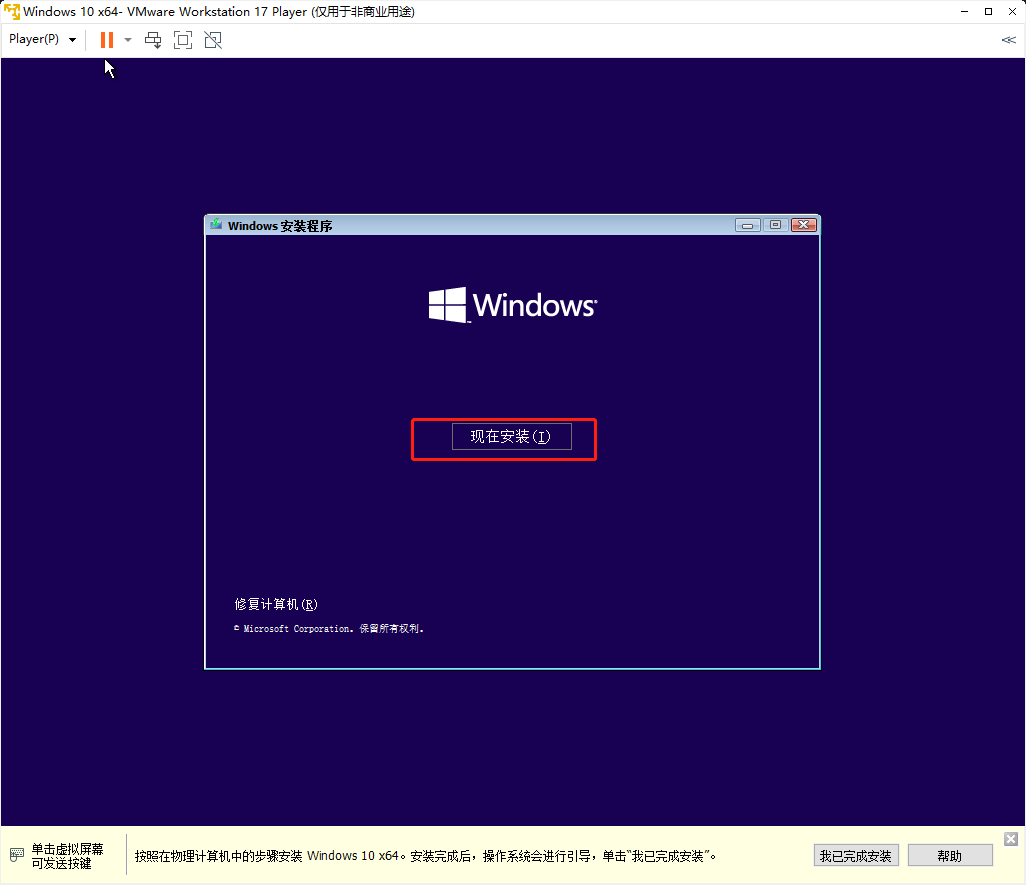 Windows 10 x64- VMware Workstation 17 Player (仅用于非商业用途)
Player(P)
Windows 安装程序
Windows
现在安装(I)
修复计算机(R)
© Microsoft Corporation。保留所有权利。
单击虚拟屏幕
可发送按键
按照在物理计算机中的步骤安装 Windows 10 x64。安装完成后，操作系统会进行引导，单击“我已完成安装”。
我已完成安装
帮助